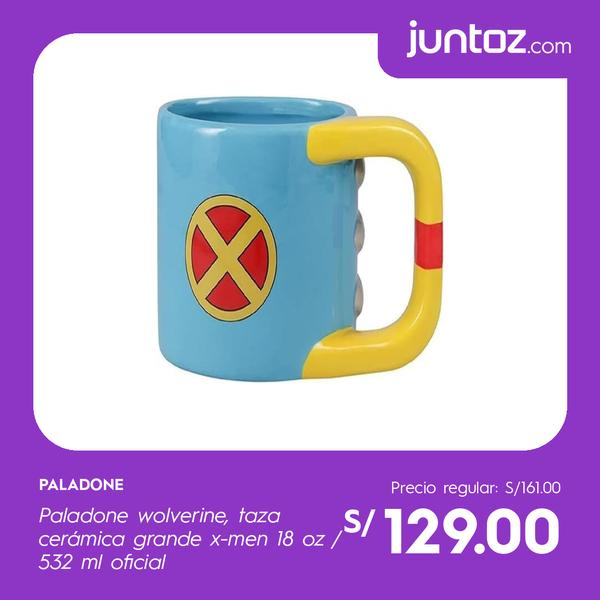 juntoz.com
PALADONE
Paladone wolverine, taza
cerámica grande x-men 18 oz /
532 ml oficial
Precio regular: S/161.00
S/ 129.00